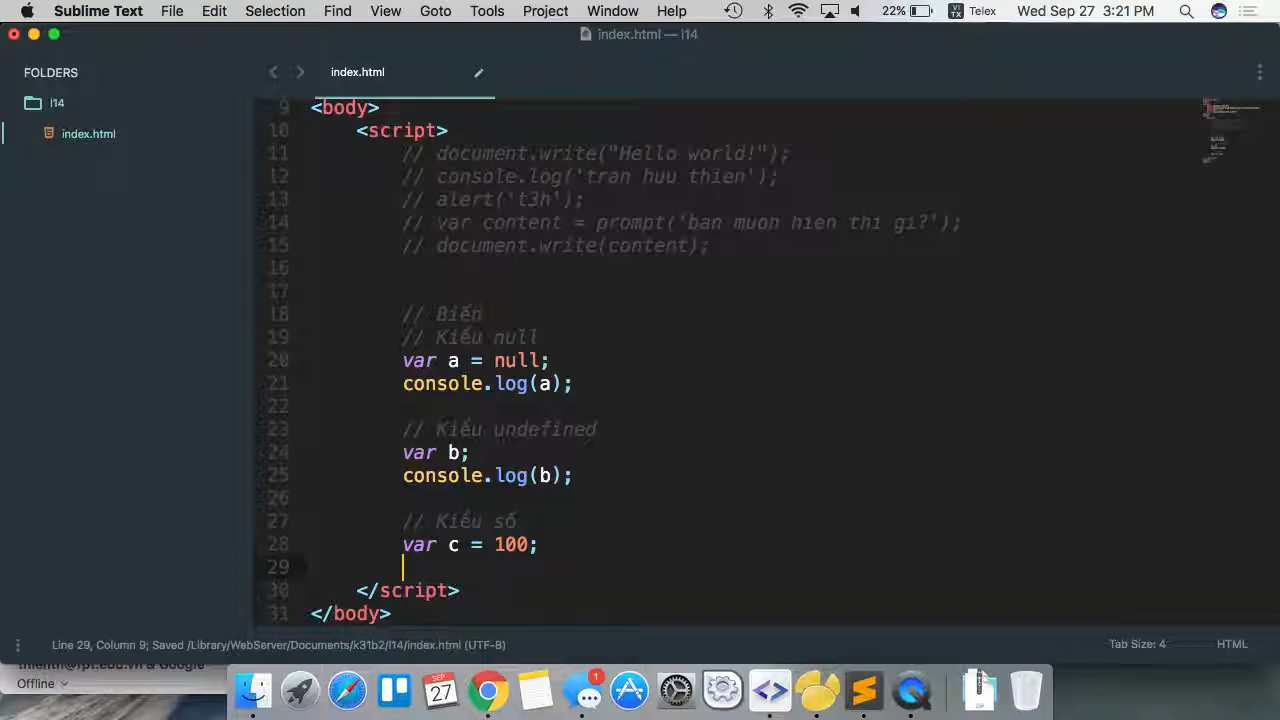 Sublime Text File Edit Selection Find View Goto Tools Project Window Help 22% VI TX Telex Wed Sep 27 3:21 PM
index.html — l14
FOLDERS
l14
index.html
index.html
9 <body>
10 <script>
11 // document.write("Hello world!");
12 // console.log('tran huu thien');
13 // alert('t3h');
14 // var content = prompt('ban muon hien thi gi?');
15 // document.write(content);
16
17
18 // Biến
19 // Kiểu null
20 var a = null;
21 console.log(a);
22
23 // Kiểu undefined
24 var b;
25 console.log(b);
26
27 // Kiểu số
28 var c = 100;
29
30 </script>
31 </body>
Line 29, Column 9; Saved /Library/WebServer/Documents/k31b2/l14/index.html (UTF-8)
Tab Size: 4 HTML
Offline
SEP
27
1
ZIP